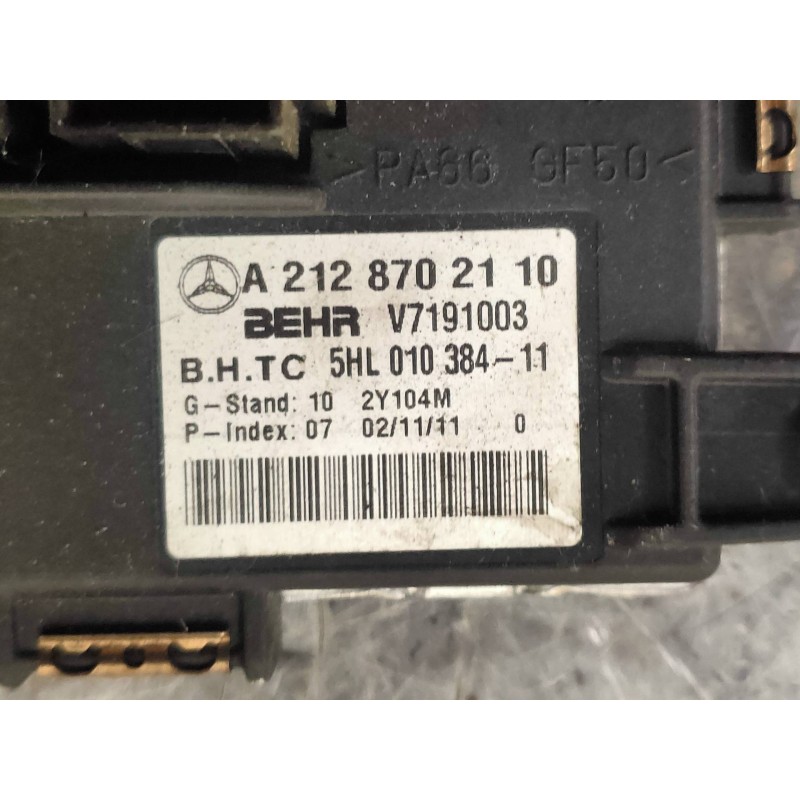 >PA66 GF50<
A 212 870 21 10
BEHR V7191003
B.H.TC 5HL 010 384-11
G-Stand: 10 2Y104M
P-Index: 07 02/11/11 0